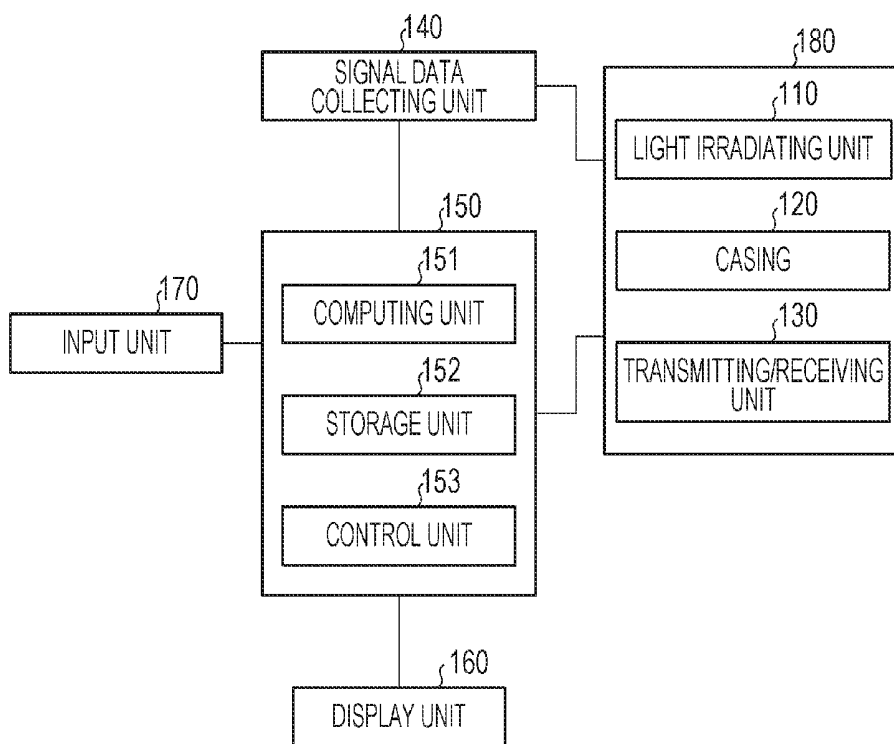 140
SIGNAL DATA
COLLECTING UNIT
180
110
LIGHT IRRADIATING UNIT
120
CASING
130
TRANSMITTING/RECEIVING
UNIT
150
151
COMPUTING UNIT
152
STORAGE UNIT
153
CONTROL UNIT
170
INPUT UNIT
160
DISPLAY UNIT